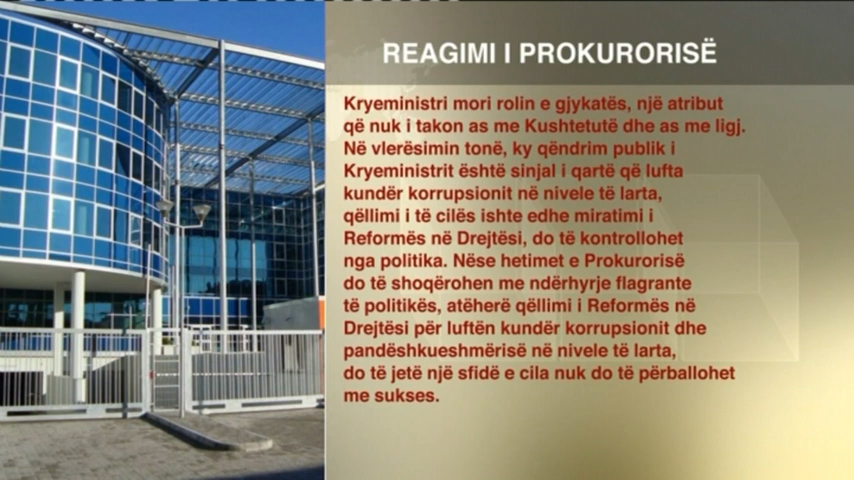 REAGIMI I PROKURORISË
Kryeministri mori rolin e gjykatës, një atribut
që nuk i takon as me Kushtetutë dhe as me ligj.
Në vlerësimin tonë, ky qëndrim publik i
Kryeministrit është sinjal i qartë që lufta
kundër korrupsionit në nivele të larta,
qëllimi i të cilës ishte edhe miratimi i
Reformës në Drejtësi, do të kontrollohet
nga politika. Nëse hetimet e Prokurorisë
do të shoqërohen me ndërhyrje flagrante
të politikës, atëherë qëllimi i Reformës në
Drejtësi për luftën kundër korrupsionit dhe
pandëshkueshmërisë në nivele të larta,
do të jetë një sfidë e cila nuk do të përballohet
me sukses.